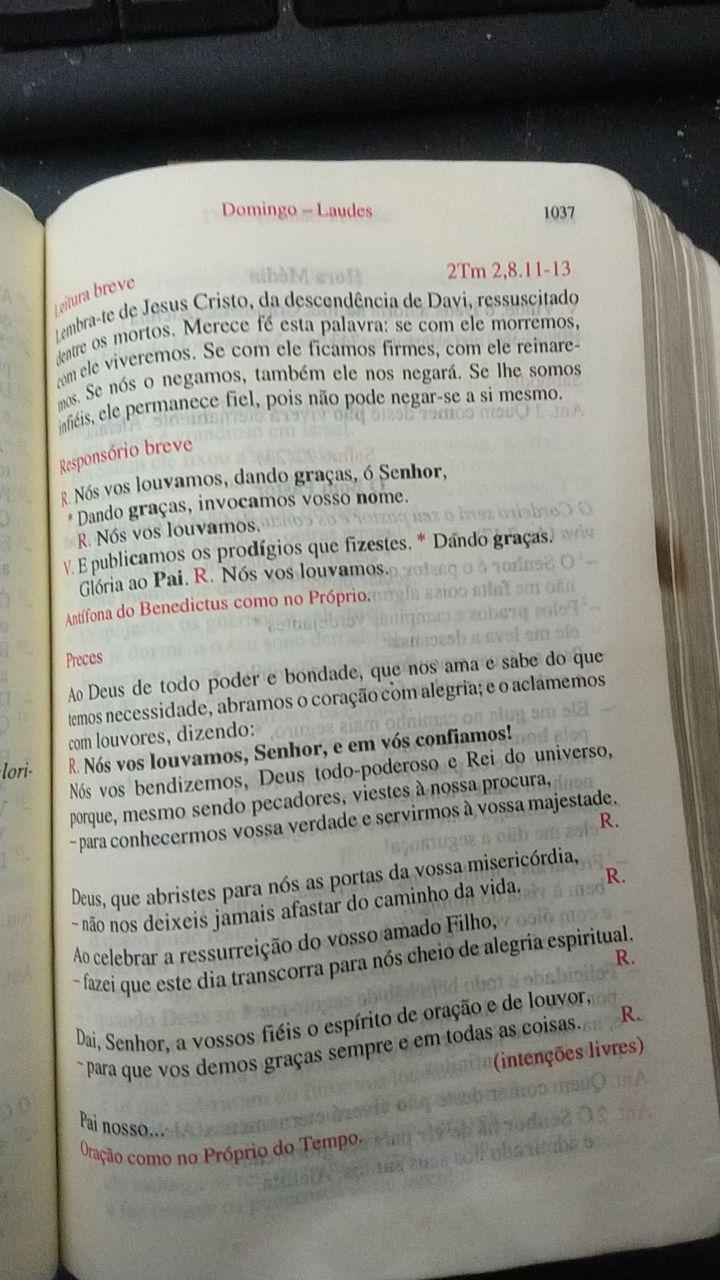 Domingo – Laudes 1037
Leitura breve 2Tm 2,8.11-13
Lembra-te de Jesus Cristo, da descendência de Davi, ressuscitado
dentre os mortos. Merece fé esta palavra: se com ele morremos,
com ele viveremos. Se com ele ficamos firmes, com ele reinare-
mos. Se nós o negamos, também ele nos negará. Se lhe somos
infiéis, ele permanece fiel, pois não pode negar-se a si mesmo.
Responsório breve
R. Nós vos louvamos, dando graças, ó Senhor,
* Dando graças, invocamos vosso nome.
R. Nós vos louvamos.
V. E publicamos os prodígios que fizestes. * Dando graças.
Glória ao Pai. R. Nós vos louvamos.
Antífona do Benedictus como no Próprio.
Preces
Ao Deus de todo poder e bondade, que nos ama e sabe do que
temos necessidade, abramos o coração com alegria; e o aclamemos
com louvores, dizendo:
R. Nós vos louvamos, Senhor, e em vós confiamos!
Nós vos bendizemos, Deus todo-poderoso e Rei do universo,
porque, mesmo sendo pecadores, viestes à nossa procura,
– para conhecermos vossa verdade e servirmos à vossa majestade.
R.
Deus, que abristes para nós as portas da vossa misericórdia,
– não nos deixeis jamais afastar do caminho da vida. R.
Ao celebrar a ressurreição do vosso amado Filho,
– fazei que este dia transcorra para nós cheio de alegria espiritual.
R.
Dai, Senhor, a vossos fiéis o espírito de oração e de louvor,
– para que vos demos graças sempre e em todas as coisas. R.
(intenções livres)
Pai nosso...
Oração como no Próprio do Tempo.
lori-